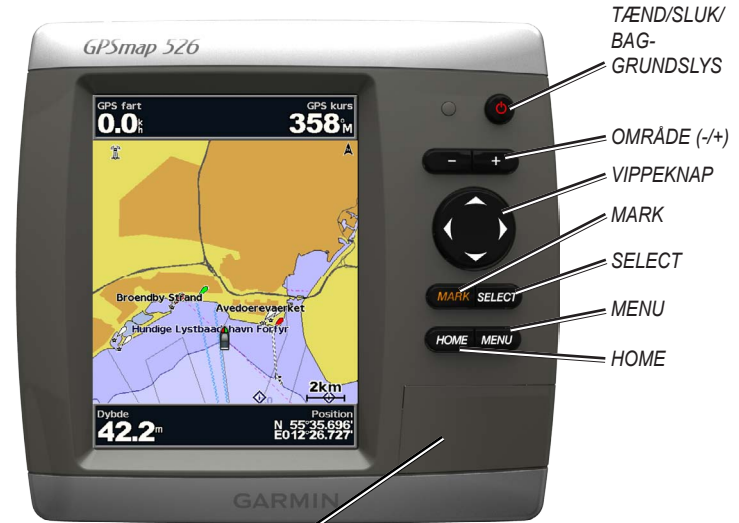 TÆND/SLUK/
BAG-
GRUNDSLYS
GPSmap 526
GPS fart
0.0kh
GPS kurs
358°M
OMRÅDE (-/+)
- +
VIPPEKNAP
MARK
SELECT
MENU
HOME
MARK SELECT
HOME MENU
Broendby Strand
Avedoerevaerket
Hundige Lystbaadehavn Forfyr
2km
Dybde
42.2m
Position
N 55°35.696'
E012°26.727'
GARMIN